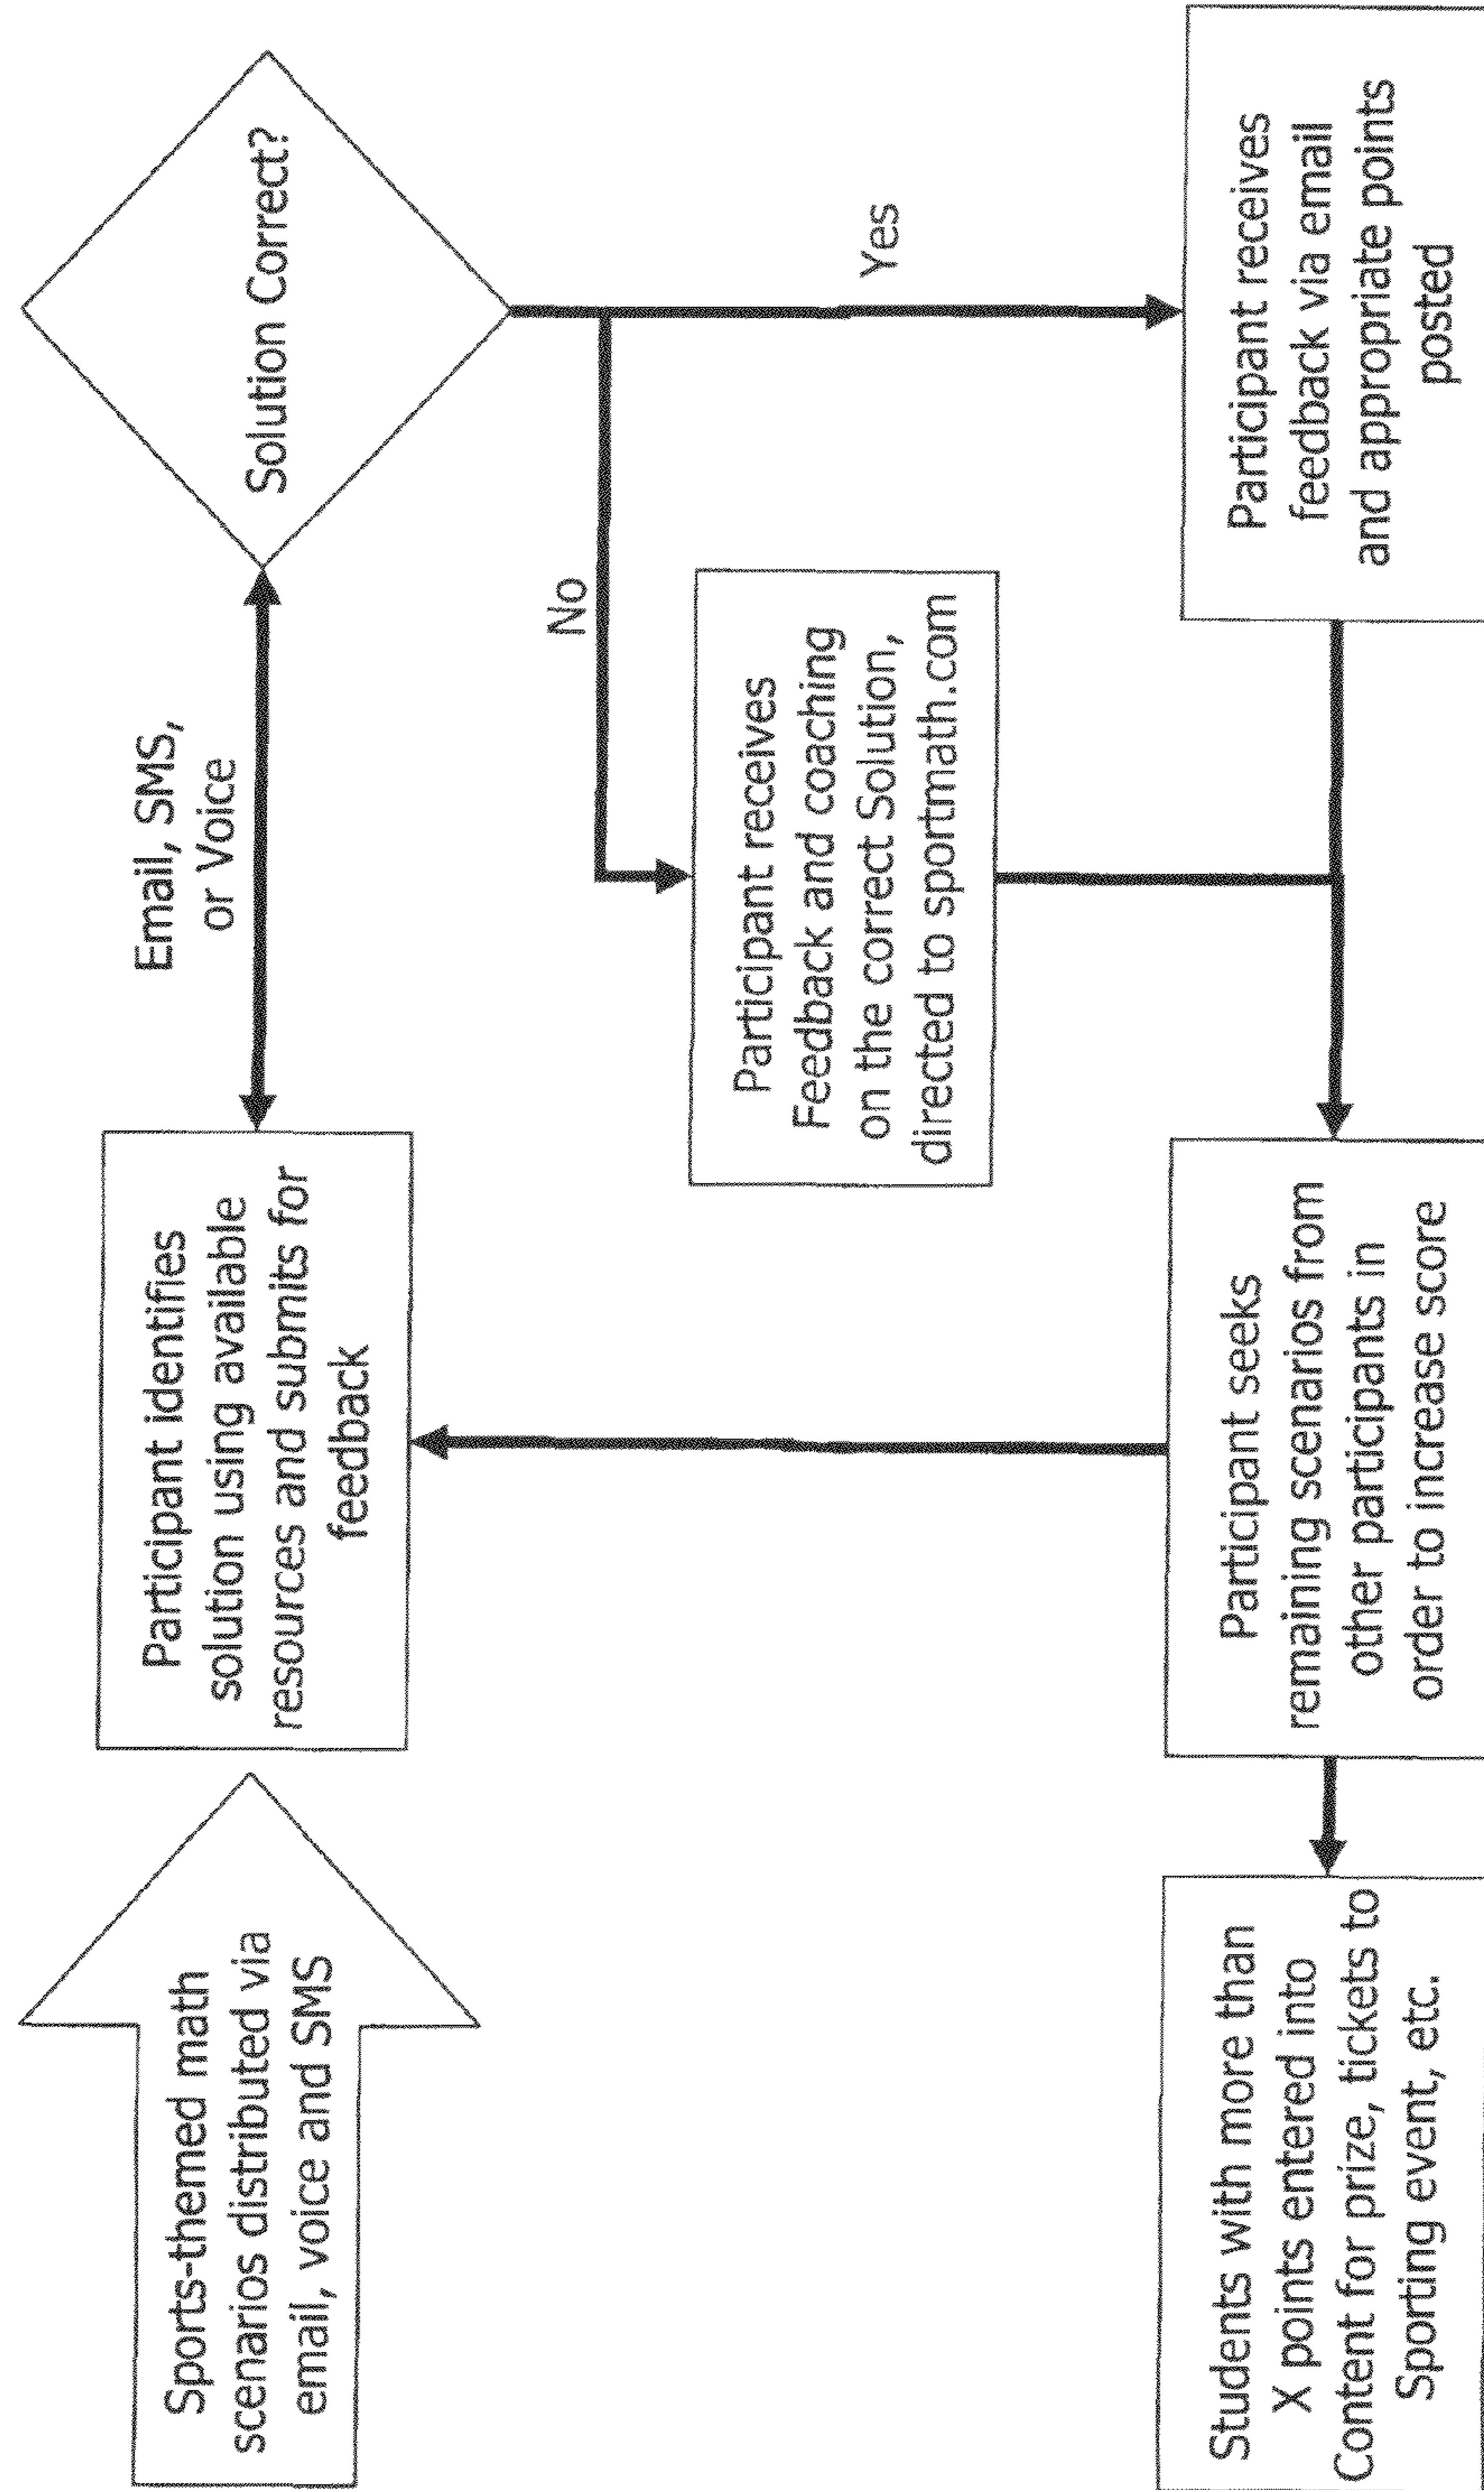 Sports-themed math
scenarios distributed via
email, voice and SMS
Participant identifies
solution using available
resources and submits for
feedback
Email, SMS,
or Voice
Solution Correct?
No
Yes
Participant receives
Feedback and coaching
on the correct Solution,
directed to sportmath.com
Participant receives
feedback via email
and appropriate points
posted
Participant seeks
remaining scenarios from
other participants in
order to increase score
Students with more than
X points entered into
Content for prize, tickets to
Sporting event, etc.